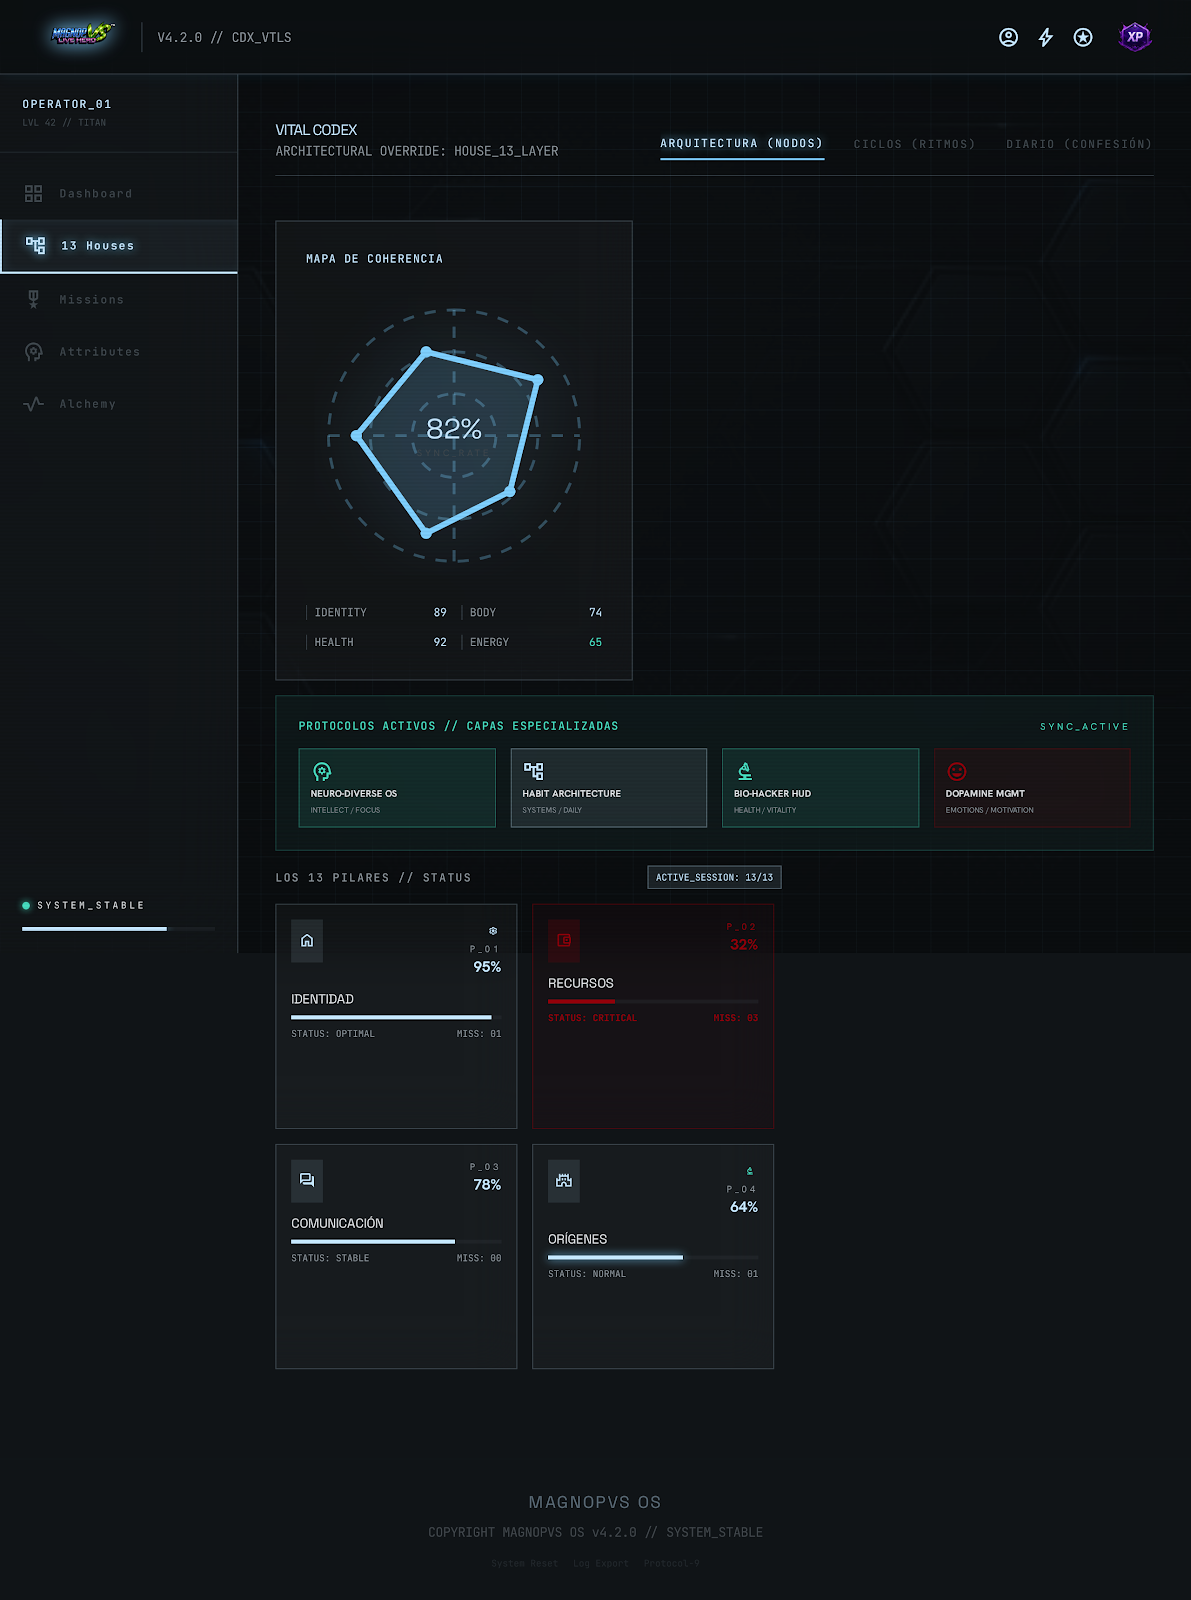 MAGNOPVS™
LIVE HERO
V4.2.0 // CDX_VTLS
XP
OPERATOR_01
LVL 42 // TITAN
Dashboard
13 Houses
Missions
Attributes
Alchemy
SYSTEM_STABLE
VITAL CODEX
ARCHITECTURAL OVERRIDE: HOUSE_13_LAYER
ARQUITECTURA (NODOS)
CICLOS (RITMOS)
DIARIO (CONFESIÓN)
MAPA DE COHERENCIA
82%
SYNC_RATE
IDENTITY 89
BODY 74
HEALTH 92
ENERGY 65
PROTOCOLOS ACTIVOS // CAPAS ESPECIALIZADAS
SYNC_ACTIVE
NEURO-DIVERSE OS
INTELLECT / FOCUS
HABIT ARCHITECTURE
SYSTEMS / DAILY
BIO-HACKER HUD
HEALTH / VITALITY
DOPAMINE MGMT
EMOTIONS / MOTIVATION
LOS 13 PILARES // STATUS
ACTIVE_SESSION: 13/13
P_01
95%
IDENTIDAD
STATUS: OPTIMAL MISS: 01
P_02
32%
RECURSOS
STATUS: CRITICAL MISS: 03
P_03
78%
COMUNICACIÓN
STATUS: STABLE MISS: 00
P_04
64%
ORÍGENES
STATUS: NORMAL MISS: 01
MAGNOPVS OS
COPYRIGHT MAGNOPVS OS v4.2.0 // SYSTEM_STABLE
System Reset Log Export Protocol-9